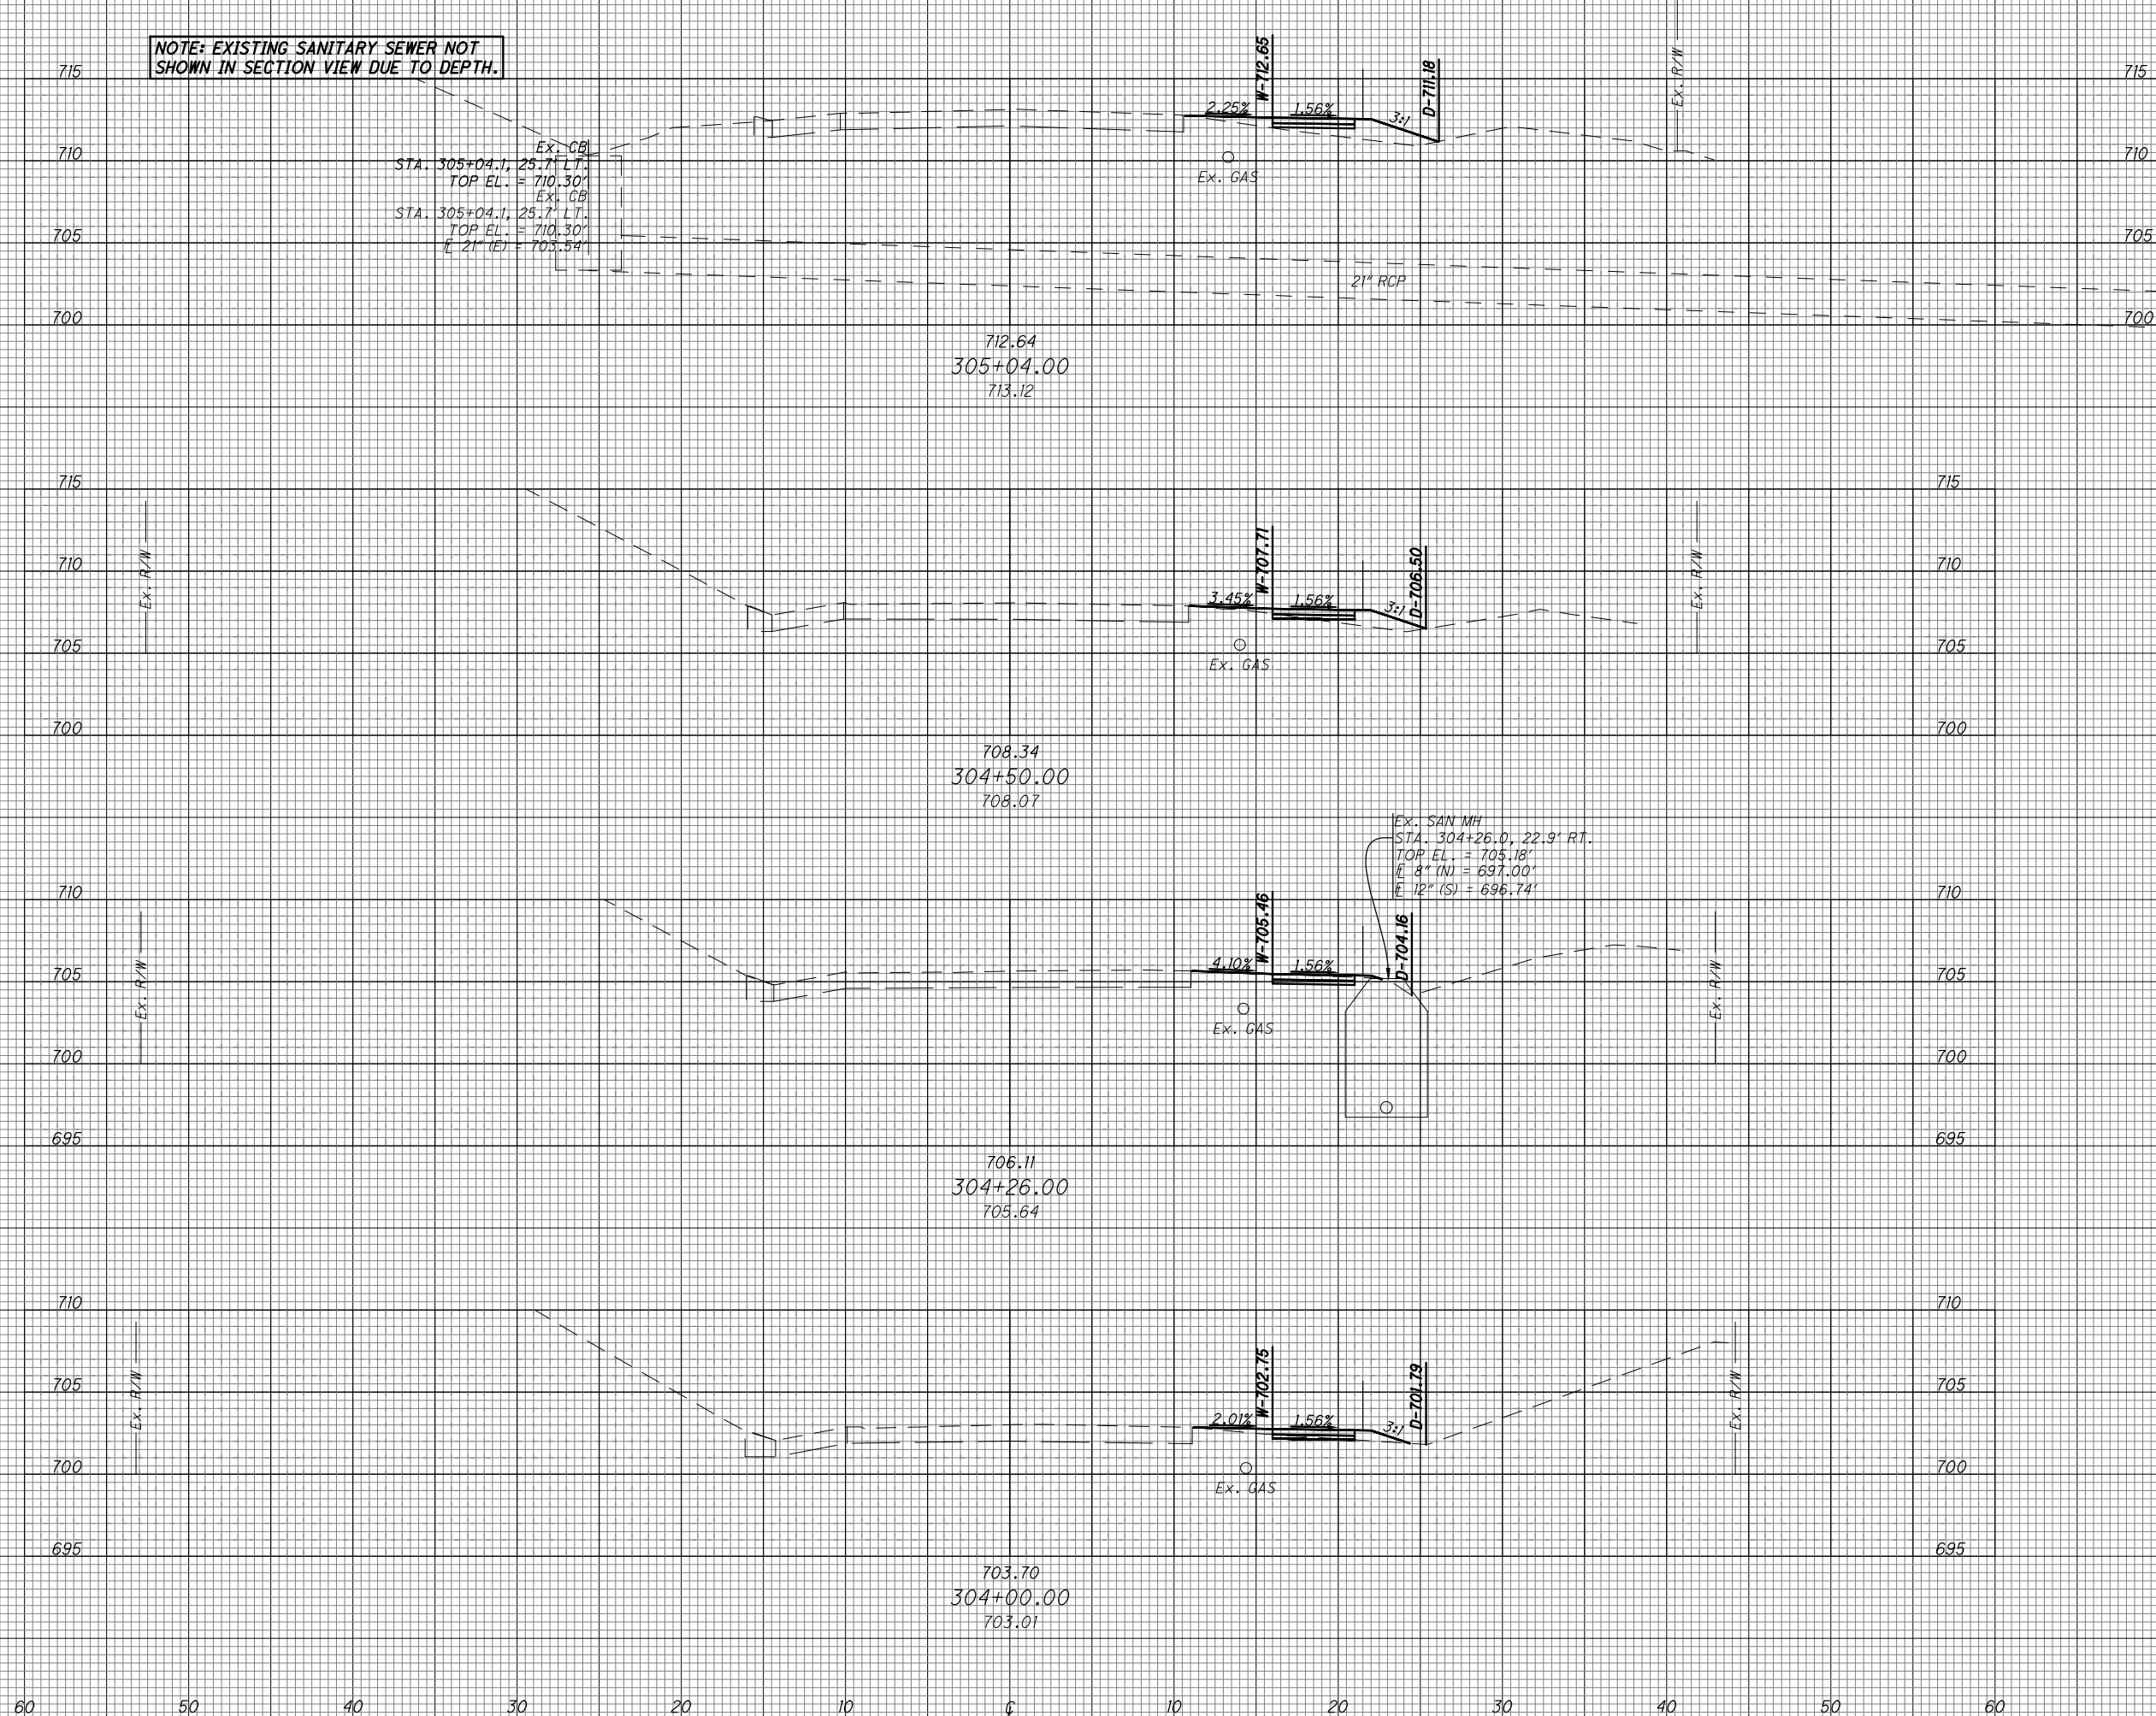 NOTE: EXISTING SANITARY SEWER NOT
SHOWN IN SECTION VIEW DUE TO DEPTH.
715
715
W-712.65
D-711.18
Ex. R/W
2.25%
1.56%
3:1
710
710
Ex. CB
STA. 305+04.1, 25.7' LT.
TOP EL. = 710.30'
Ex. CB
STA. 305+04.1, 25.7' LT.
TOP EL. = 710.30'
21" (E) = 703.54'
Ex. GAS
705
705
21" RCP
700
700
712.64
305+04.00
713.12
715
715
Ex. R/W
W-707.71
D-706.50
Ex. R/W
710
710
3.45%
1.56%
3:1
705
705
Ex. GAS
700
700
708.34
304+50.00
708.07
Ex. SAN MH
STA. 304+26.0, 22.9' RT.
TOP EL. = 705.18'
8" (N) = 697.00'
12" (S) = 696.74'
710
710
Ex. R/W
W-705.46
D-704.16
Ex. R/W
4.10%
1.56%
705
705
Ex. GAS
700
700
695
695
706.11
304+26.00
705.64
710
710
Ex. R/W
W-702.75
D-701.79
Ex. R/W
705
705
2.01%
1.56%
3:1
700
700
Ex. GAS
695
695
703.70
304+00.00
703.01
60 50 40 30 20 10 10 20 30 40 50 60